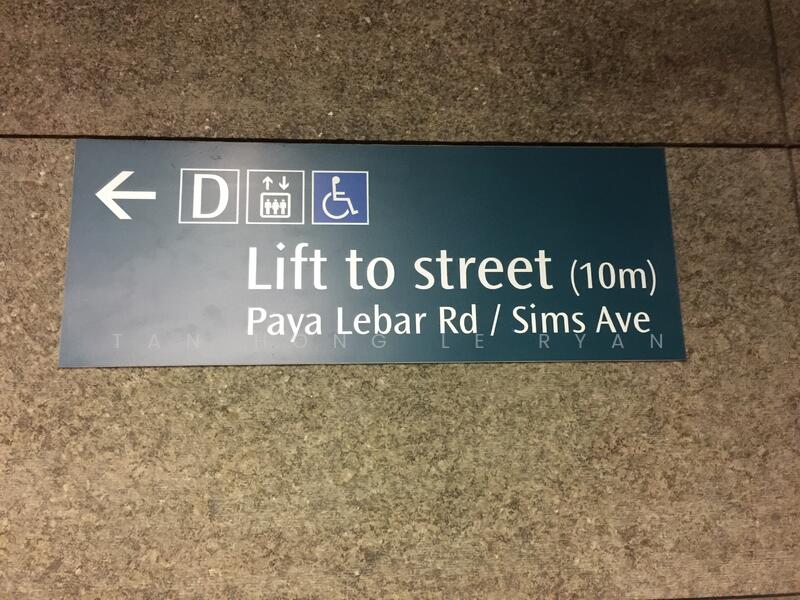 D
Lift to street (10m)
Paya Lebar Rd / Sims Ave
TAN HONG LE RYAN